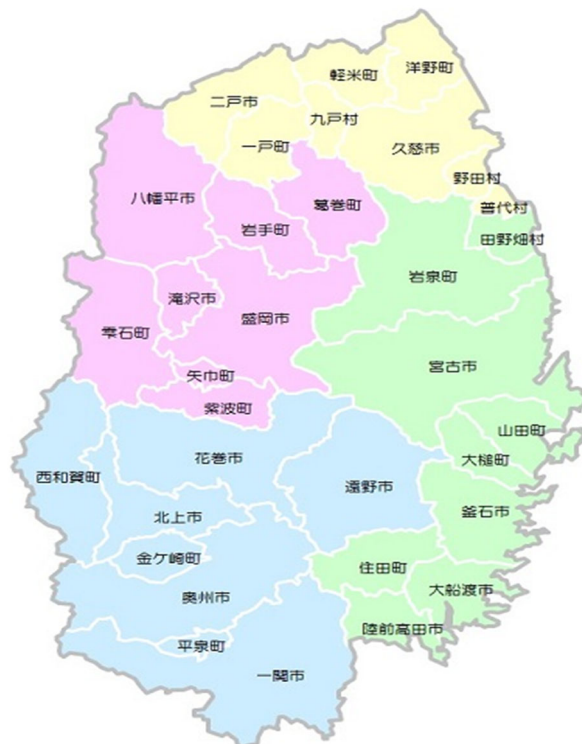 洋野町
軽米町
二戸市
九戸村
一戸町
久慈市
野田村
普代村
八幡平市
葛巻町
岩手町
田野畑村
岩泉町
滝沢市
盛岡市
雫石町
宮古市
矢巾町
紫波町
山田町
大槌町
花巻市
西和賀町
遠野市
釜石市
北上市
金ケ崎町
住田町
大船渡市
奥州市
陸前高田市
平泉町
一関市